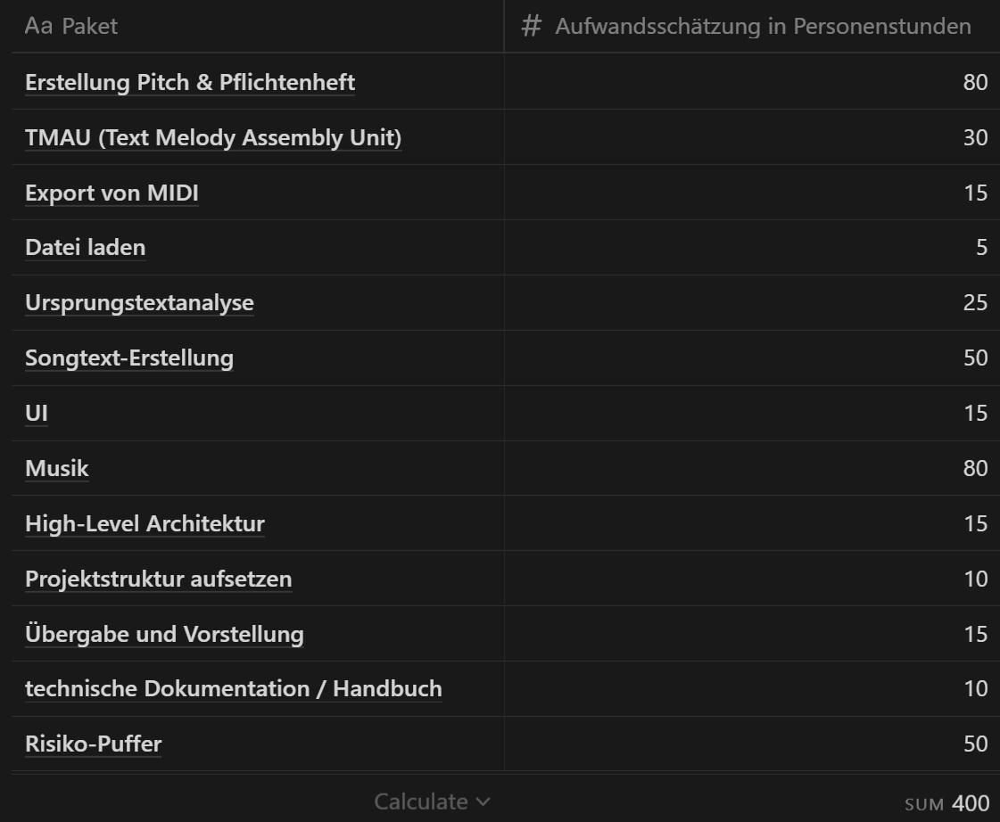 Aa Paket # Aufwandsschätzung in Personenstunden
Erstellung Pitch & Pflichtenheft 80
TMAU (Text Melody Assembly Unit) 30
Export von MIDI 15
Datei laden 5
Ursprungstextanalyse 25
Songtext-Erstellung 50
UI 15
Musik 80
High-Level Architektur 15
Projektstruktur aufsetzen 10
Übergabe und Vorstellung 15
technische Dokumentation / Handbuch 10
Risiko-Puffer 50
Calculate SUM 400